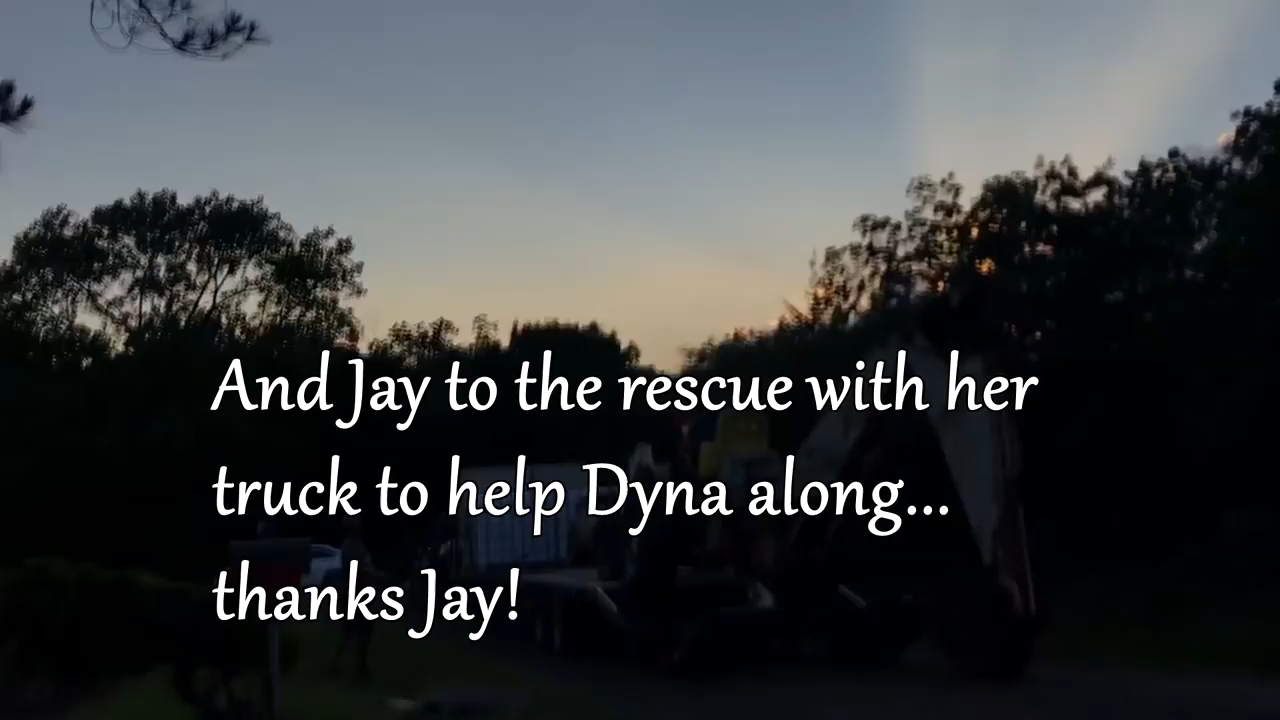 And Jay to the rescue with her
truck to help Dyna along...
thanks Jay!